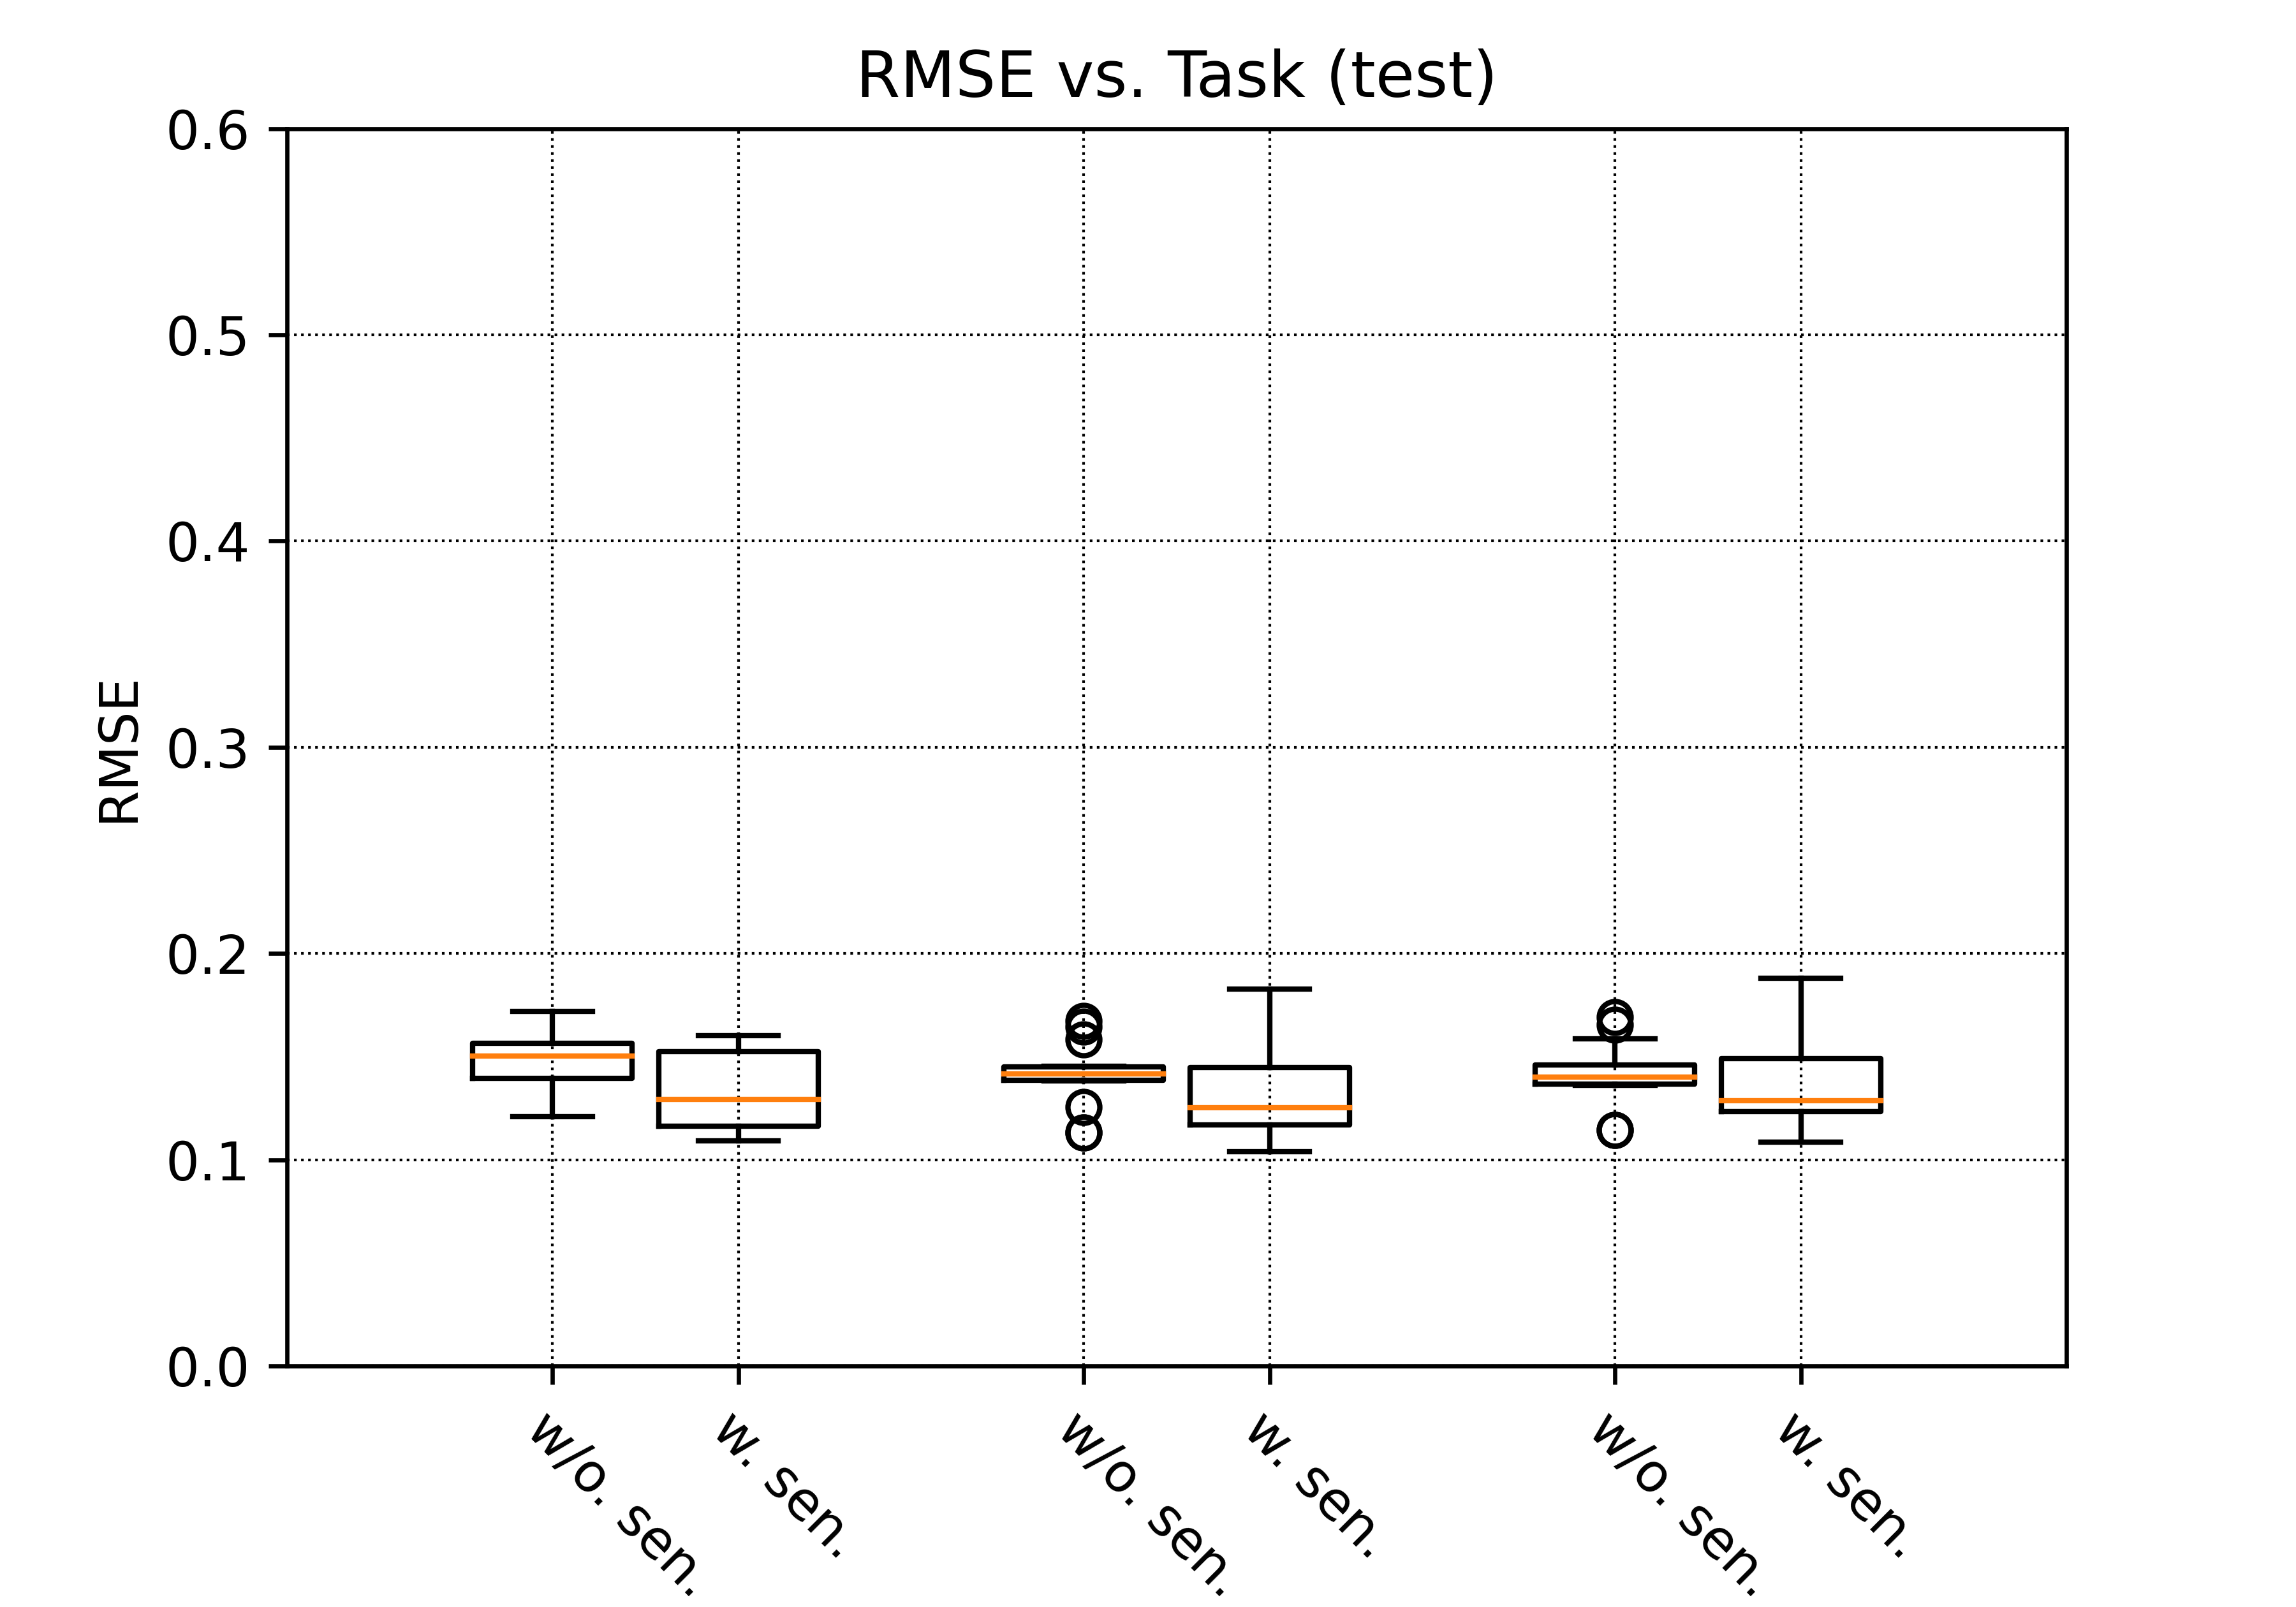 RMSE vs. Task (test)
0.6
0.5
0.4
0.3
0.2
0.1
0.0
RMSE
w/o. sen.
w. sen.
w/o. sen.
w. sen.
w/o. sen.
w. sen.